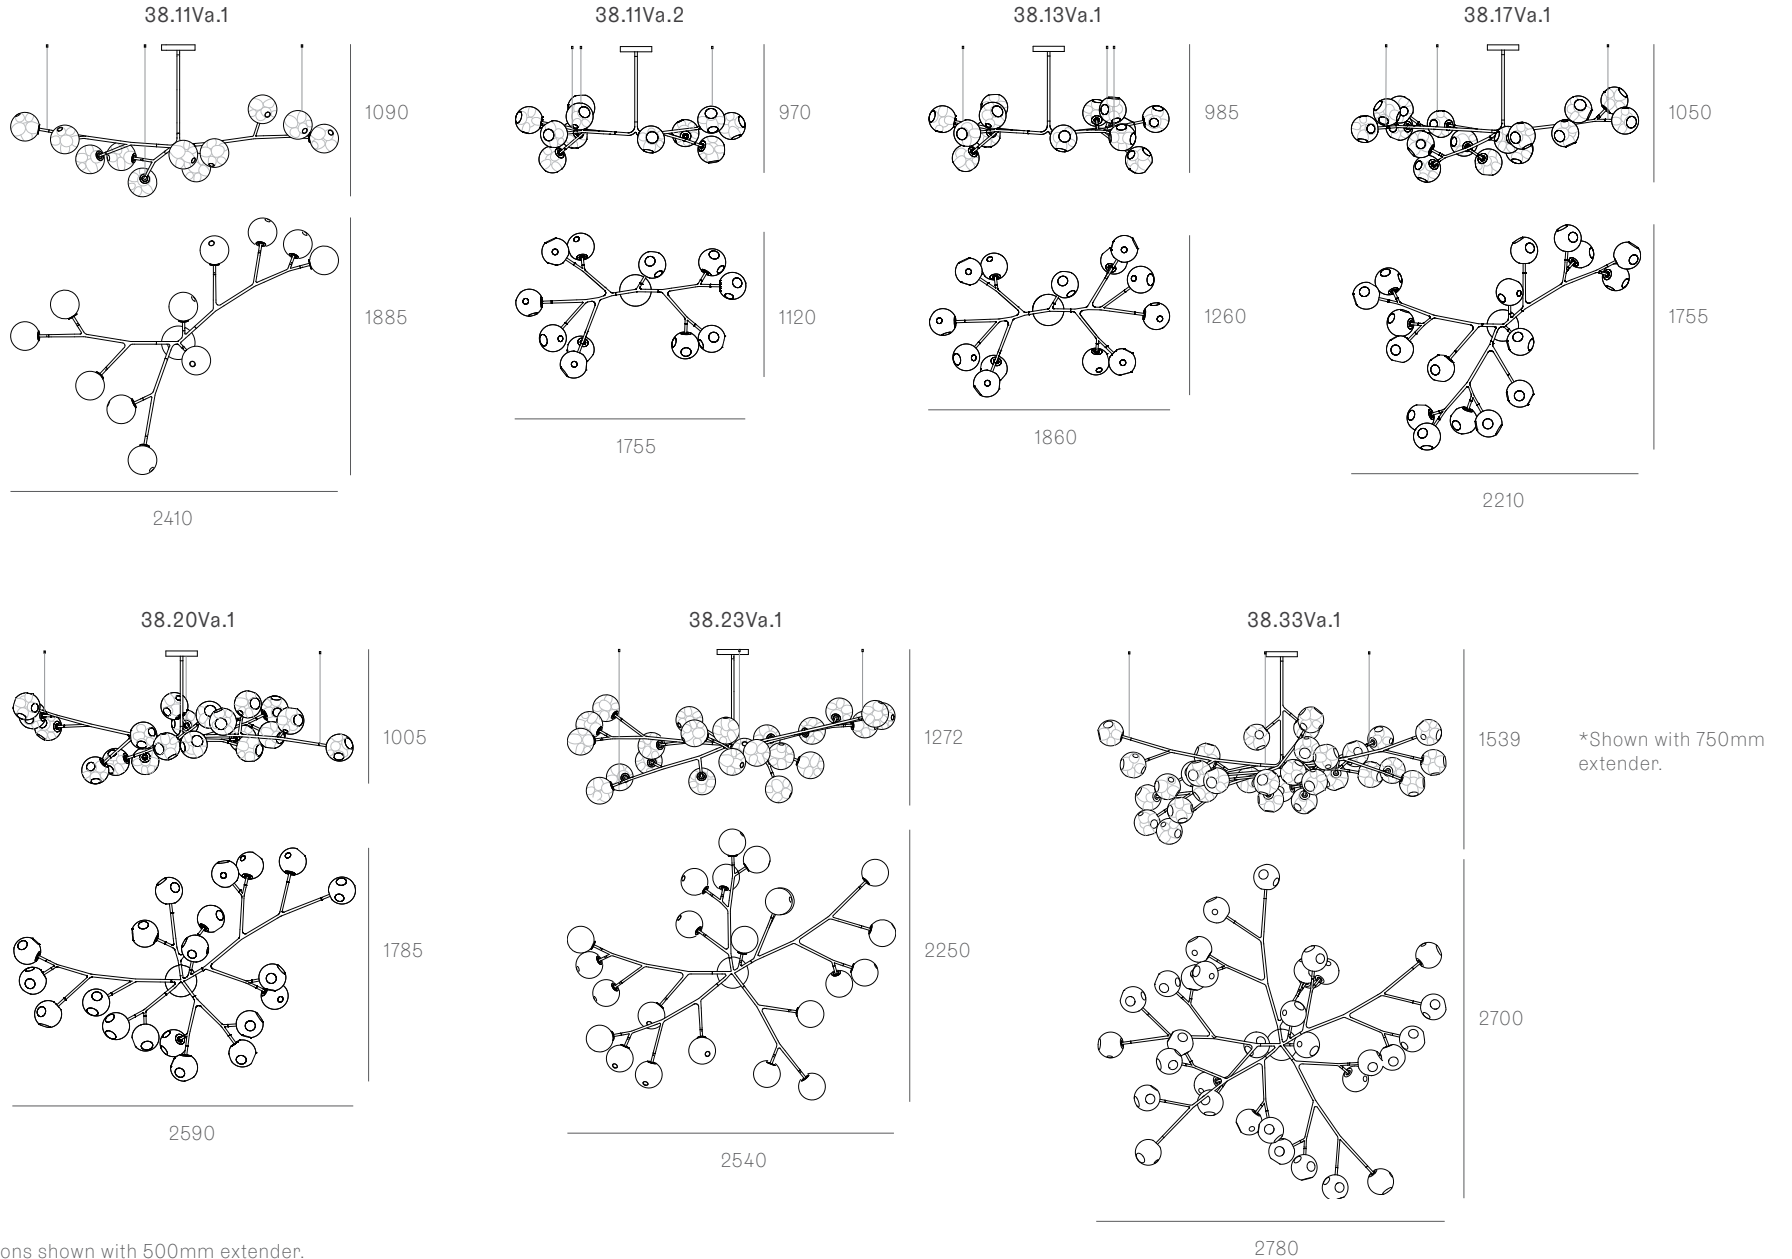 38.11Va.1
38.11Va.2
38.13Va.1
38.17Va.1
1090
970
985
1050
1885
1120
1260
1755
2410
1755
1860
2210
38.20Va.1
38.23Va.1
38.33Va.1
1005
1272
1539
*Shown with 750mm
extender.
1785
2250
2700
2590
2540
2780
ons shown with 500mm extender.